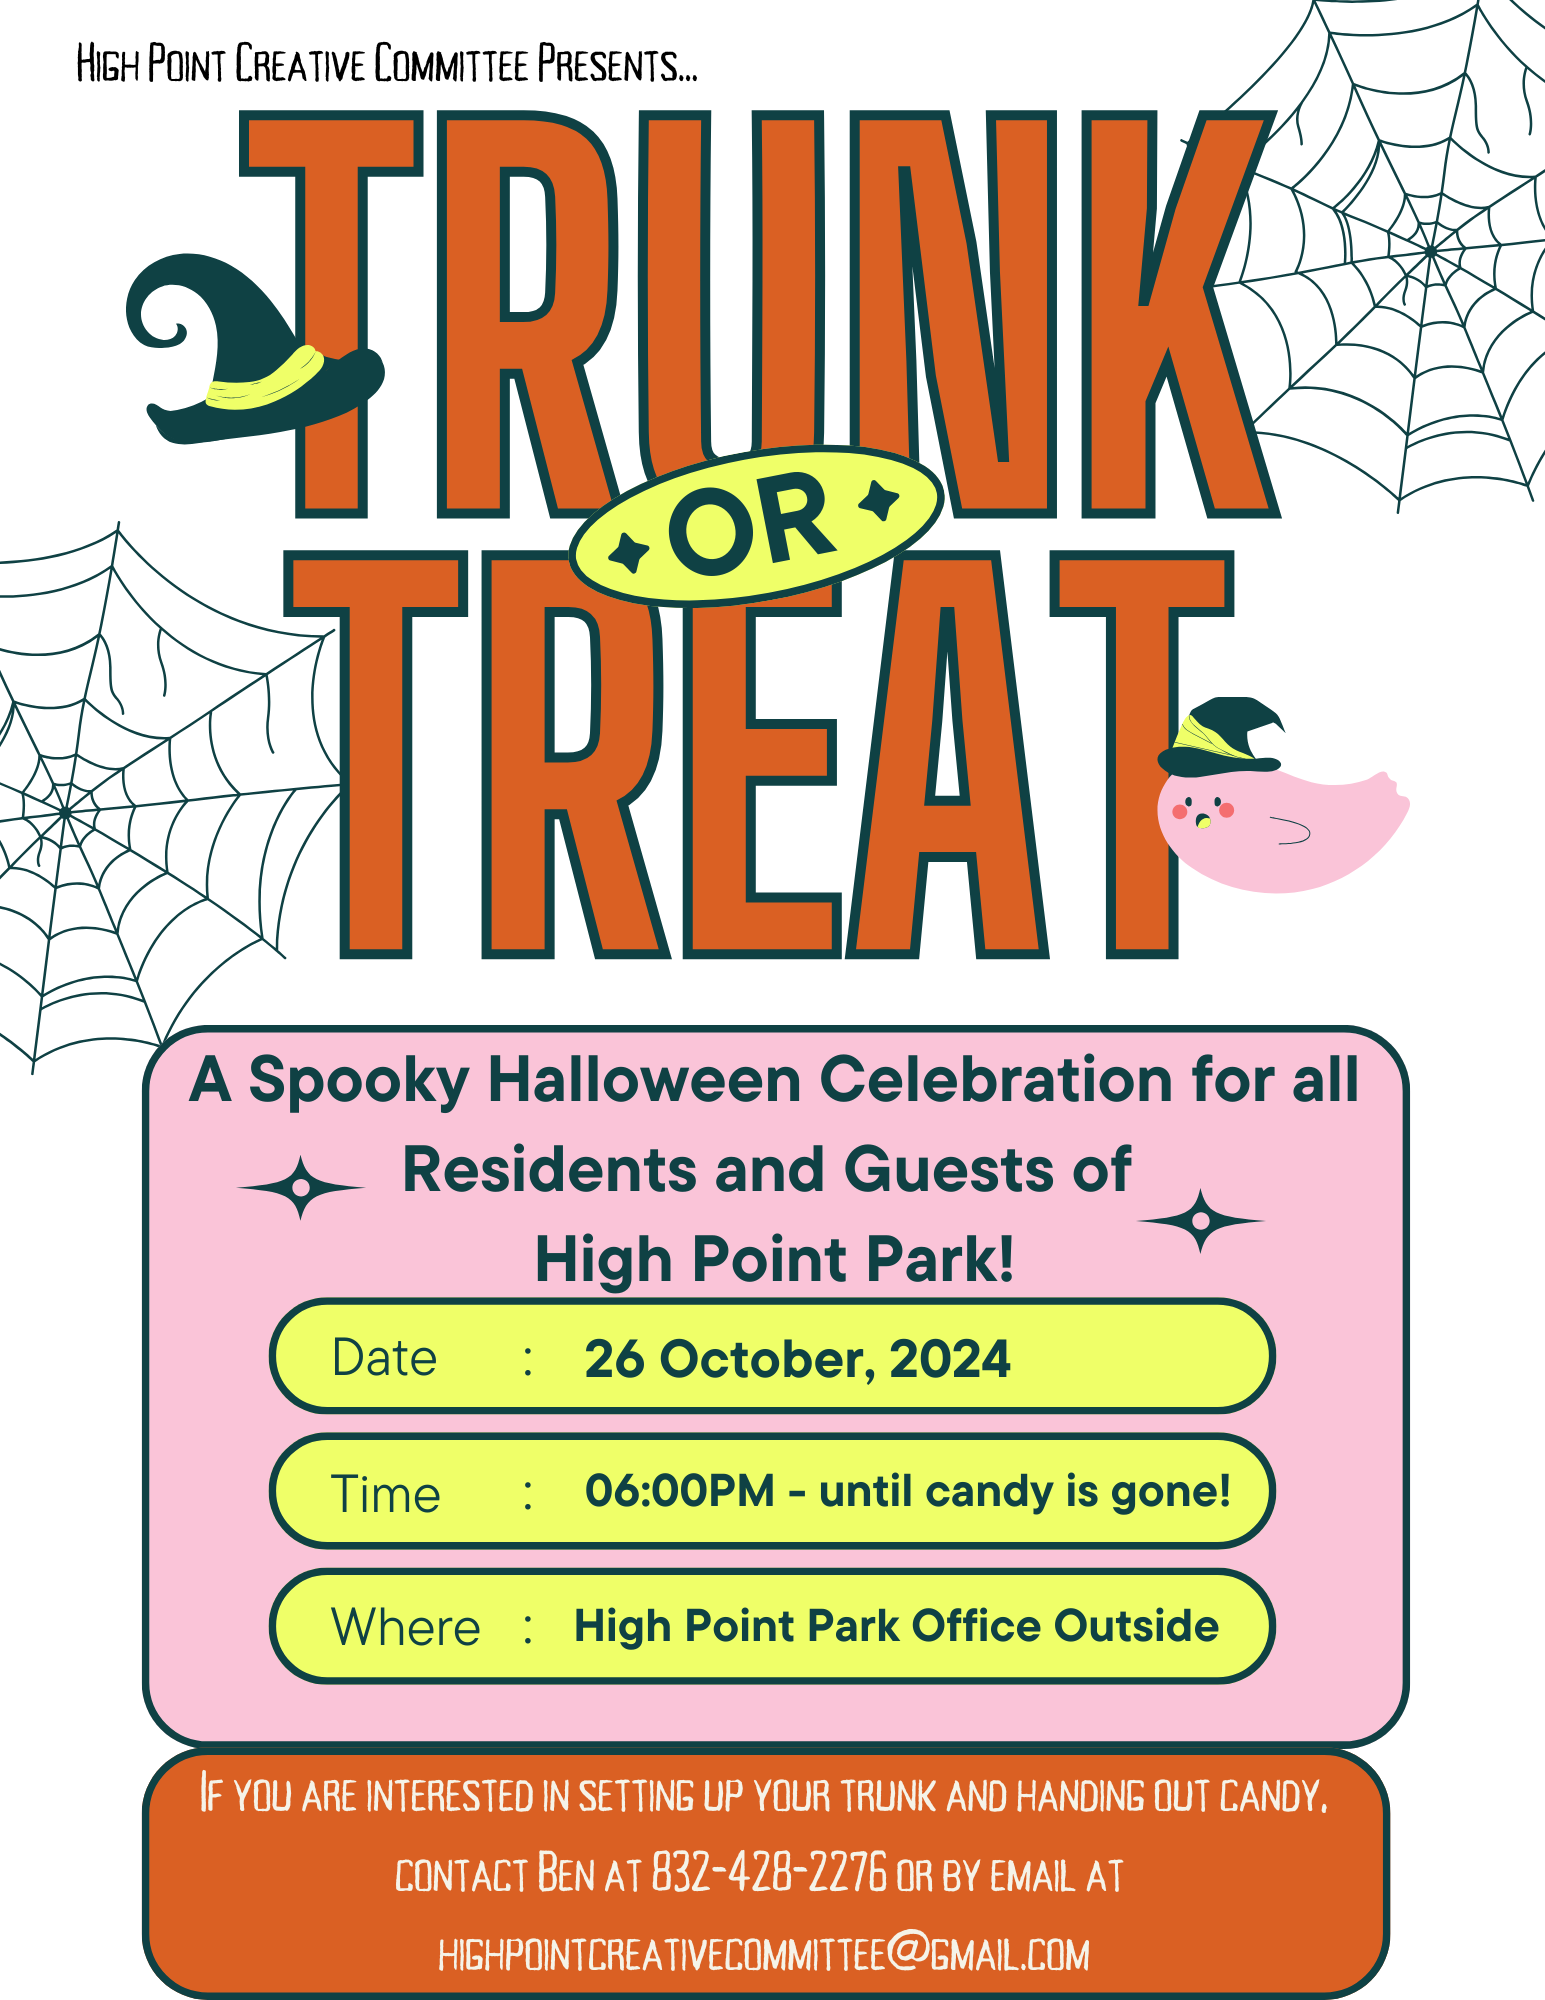 High Point Creative Committee Presents...
TRUNK
OR
TREAT
A Spooky Halloween Celebration for all
Residents and Guests of
High Point Park!
Date : 26 October, 2024
Time : 06:00PM - until candy is gone!
Where : High Point Park Office Outside
If you are interested in setting up your trunk and handing out candy,
contact Ben at 832-428-2276 or by email at
highpointcreativecommittee@gmail.com